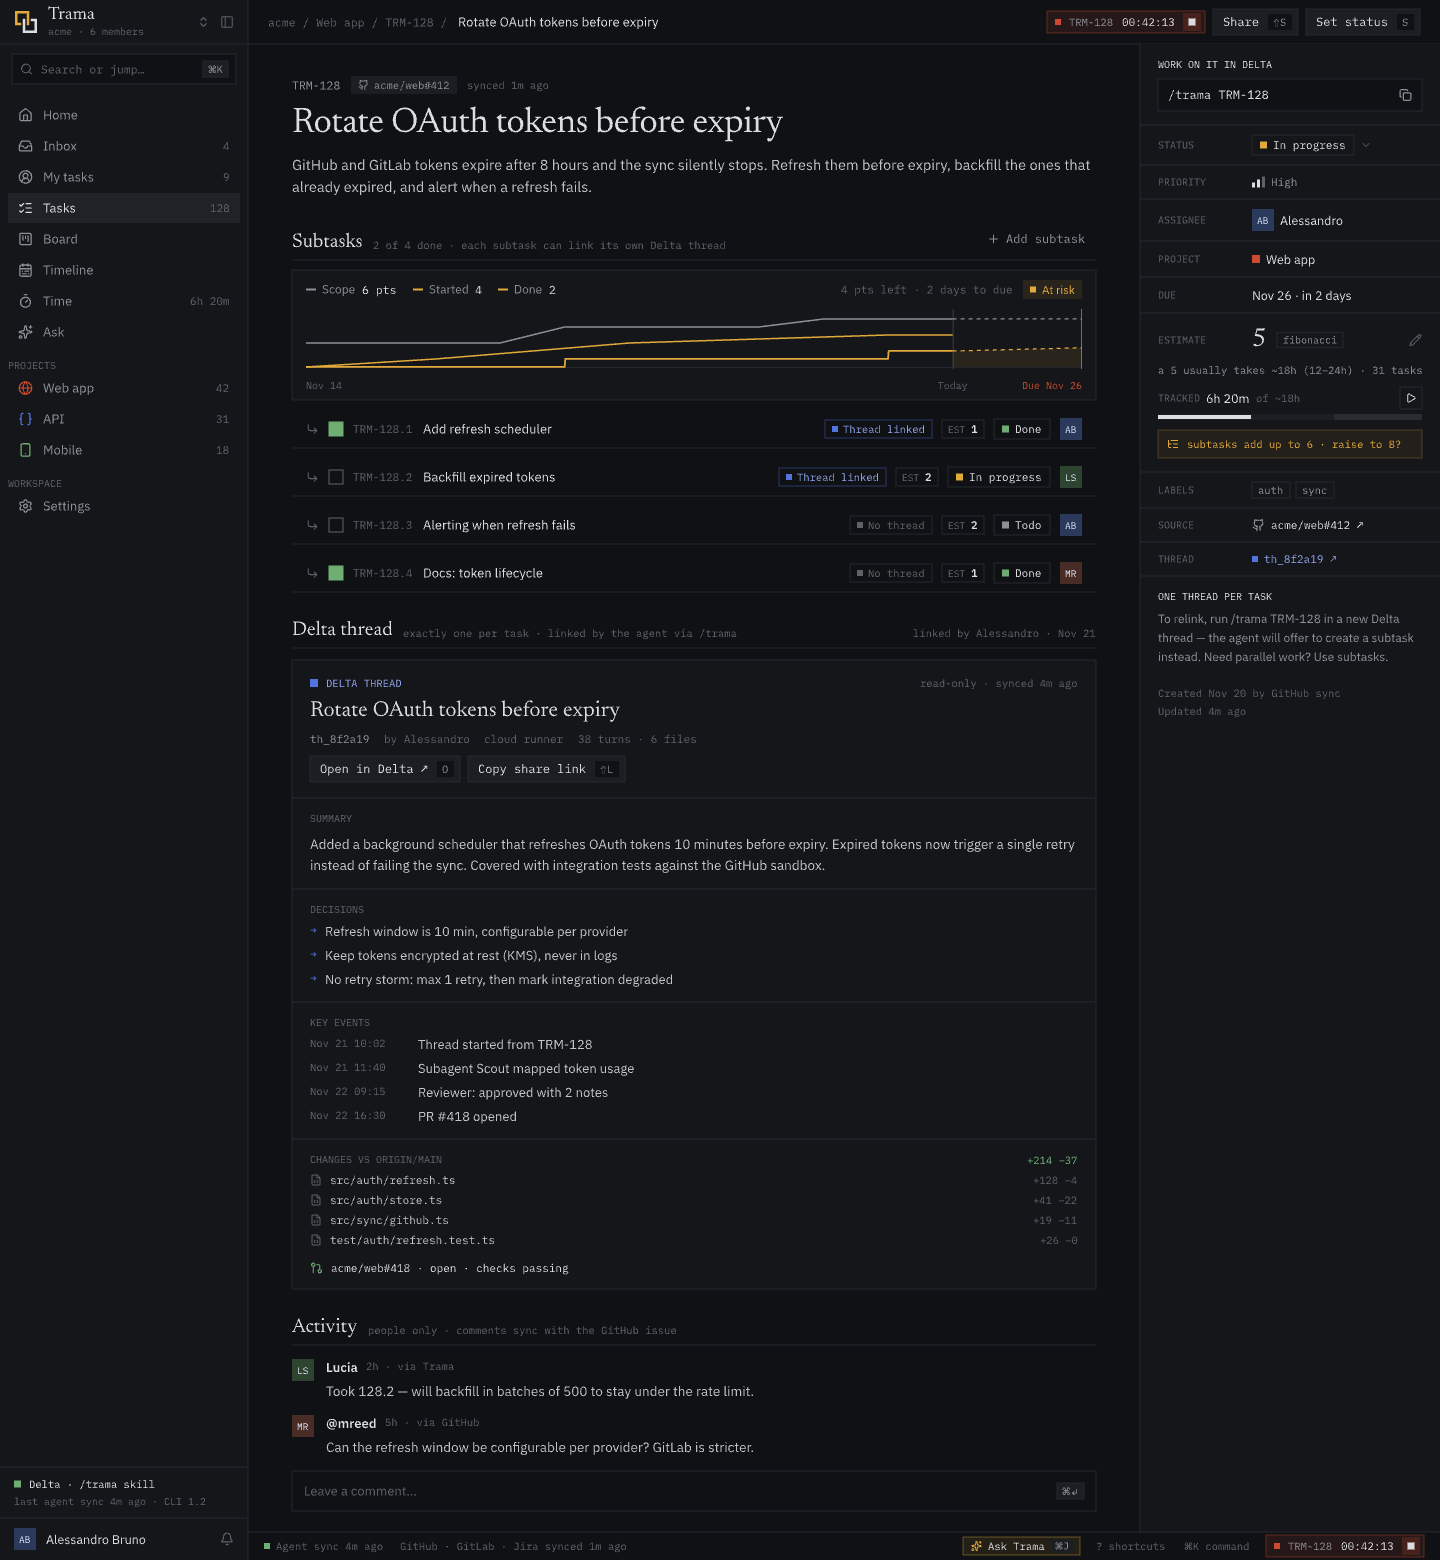 Trama
acme · 6 members
Search or jump… ⌘K
Home
Inbox 4
My tasks 9
Tasks 128
Board
Timeline
Time 6h 20m
Ask
PROJECTS
Web app 42
API 31
Mobile 18
WORKSPACE
Settings
Delta · /trama skill
last agent sync 4m ago · CLI 1.2
AB Alessandro Bruno
acme / Web app / TRM-128 / Rotate OAuth tokens before expiry
TRM-128 00:42:13
Share ⇧S
Set status S
TRM-128 acme/web#412 synced 1m ago
Rotate OAuth tokens before expiry
GitHub and GitLab tokens expire after 8 hours and the sync silently stops. Refresh them before expiry, backfill the ones that
already expired, and alert when a refresh fails.
Subtasks 2 of 4 done · each subtask can link its own Delta thread + Add subtask
Scope 6 pts Started 4 Done 2 4 pts left · 2 days to due At risk
Nov 14 Today Due Nov 26
TRM-128.1 Add refresh scheduler Thread linked EST 1 Done AB
TRM-128.2 Backfill expired tokens Thread linked EST 2 In progress LS
TRM-128.3 Alerting when refresh fails No thread EST 2 Todo AB
TRM-128.4 Docs: token lifecycle No thread EST 1 Done MR
Delta thread exactly one per task · linked by the agent via /trama linked by Alessandro · Nov 21
DELTA THREAD read-only · synced 4m ago
Rotate OAuth tokens before expiry
th_8f2a19 by Alessandro cloud runner 38 turns · 6 files
Open in Delta ↗ O Copy share link ⇧L
SUMMARY
Added a background scheduler that refreshes OAuth tokens 10 minutes before expiry. Expired tokens now trigger a single retry
instead of failing the sync. Covered with integration tests against the GitHub sandbox.
DECISIONS
→ Refresh window is 10 min, configurable per provider
→ Keep tokens encrypted at rest (KMS), never in logs
→ No retry storm: max 1 retry, then mark integration degraded
KEY EVENTS
Nov 21 10:02 Thread started from TRM-128
Nov 21 11:40 Subagent Scout mapped token usage
Nov 22 09:15 Reviewer: approved with 2 notes
Nov 22 16:30 PR #418 opened
CHANGES VS ORIGIN/MAIN +214 −37
src/auth/refresh.ts +128 −4
src/auth/store.ts +41 −22
src/sync/github.ts +19 −11
test/auth/refresh.test.ts +26 −0
acme/web#418 · open · checks passing
Activity people only · comments sync with the GitHub issue
LS Lucia 2h · via Trama
Took 128.2 — will backfill in batches of 500 to stay under the rate limit.
MR @mreed 5h · via GitHub
Can the refresh window be configurable per provider? GitLab is stricter.
Leave a comment… ⌘↵
WORK ON IT IN DELTA
/trama TRM-128
STATUS In progress
PRIORITY High
ASSIGNEE AB Alessandro
PROJECT Web app
DUE Nov 26 · in 2 days
ESTIMATE 5 fibonacci
a 5 usually takes ~18h (12–24h) · 31 tasks
TRACKED 6h 20m of ~18h
subtasks add up to 6 · raise to 8?
LABELS auth sync
SOURCE acme/web#412 ↗
THREAD th_8f2a19 ↗
ONE THREAD PER TASK
To relink, run /trama TRM-128 in a new Delta
thread — the agent will offer to create a subtask
instead. Need parallel work? Use subtasks.
Created Nov 20 by GitHub sync
Updated 4m ago
Agent sync 4m ago GitHub · GitLab · Jira synced 1m ago Ask Trama ⌘J ? shortcuts ⌘K command TRM-128 00:42:13